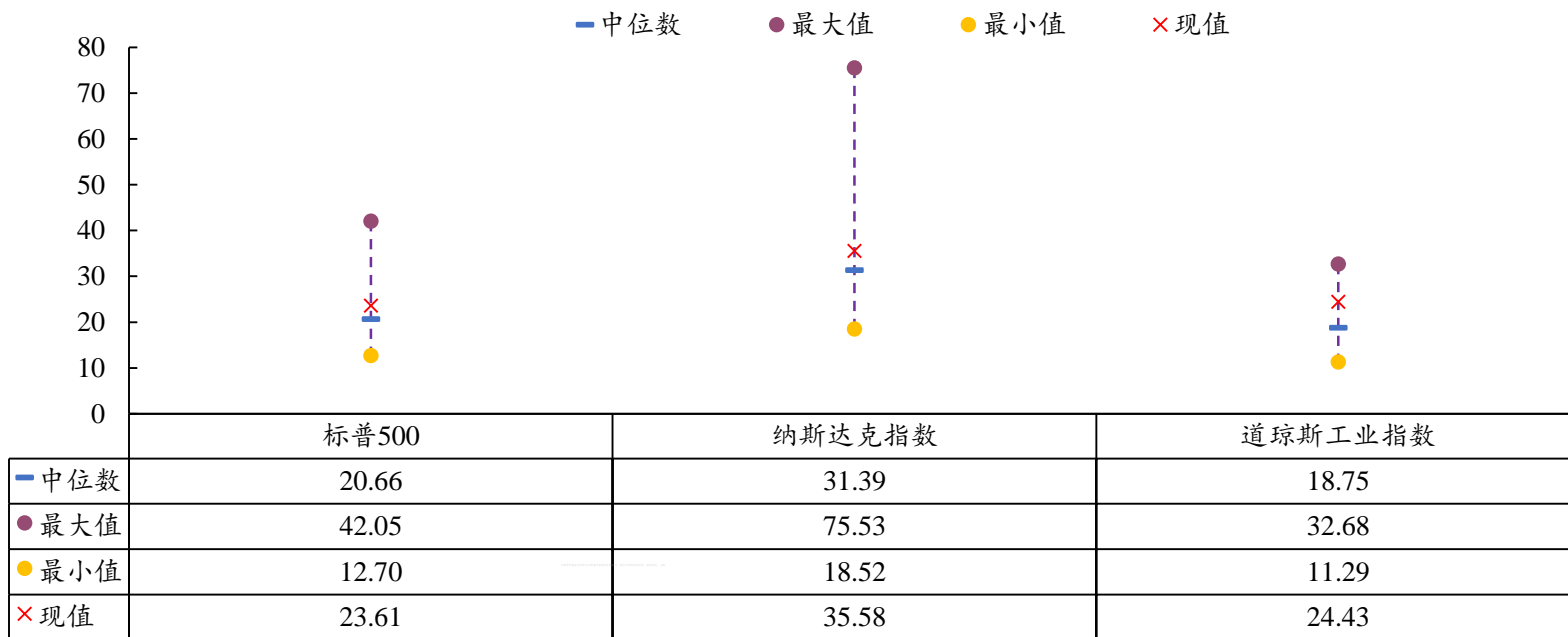 中位数 最大值 最小值 现值
80
70
60
50
40
30
20
10
0
标普500 纳斯达克指数 道琼斯工业指数
中位数 20.66 31.39 18.75
最大值 42.05 75.53 32.68
最小值 12.70 18.52 11.29
现值 23.61 35.58 24.43